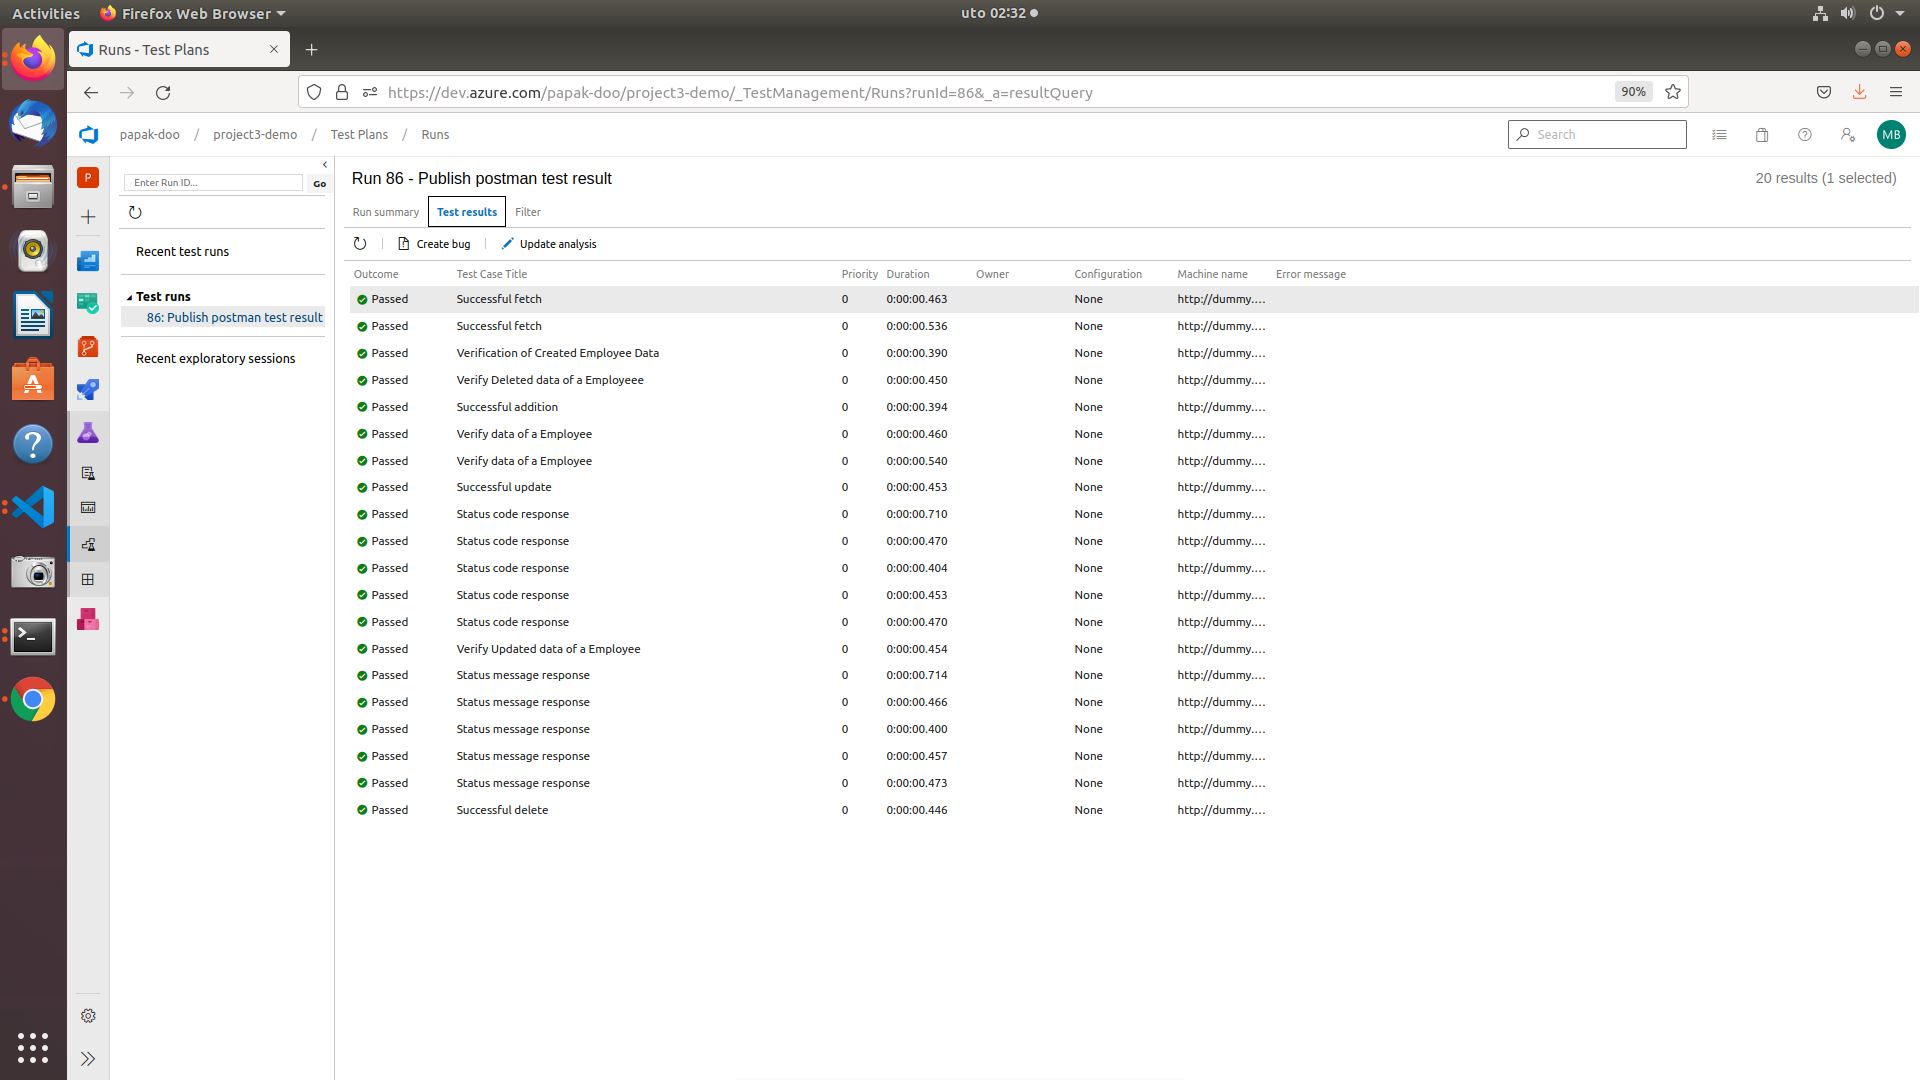 Activities Firefox Web Browser uto 02:32
Runs - Test Plans
https://dev.azure.com/papak-doo/project3-demo/_TestManagement/Runs?runId=86&_a=resultQuery 90%
papak-doo / project3-demo / Test Plans / Runs Search MB
P
Enter Run ID... Go
Recent test runs
Test runs
86: Publish postman test result
Recent exploratory sessions
Run 86 - Publish postman test result 20 results (1 selected)
Run summary Test results Filter
Create bug Update analysis
Outcome Test Case Title Priority Duration Owner Configuration Machine name Error message
Passed Successful fetch 0 0:00:00.463 None http://dummy....
Passed Successful fetch 0 0:00:00.536 None http://dummy....
Passed Verification of Created Employee Data 0 0:00:00.390 None http://dummy....
Passed Verify Deleted data of a Employeee 0 0:00:00.450 None http://dummy....
Passed Successful addition 0 0:00:00.394 None http://dummy....
Passed Verify data of a Employee 0 0:00:00.460 None http://dummy....
Passed Verify data of a Employee 0 0:00:00.540 None http://dummy....
Passed Successful update 0 0:00:00.453 None http://dummy....
Passed Status code response 0 0:00:00.710 None http://dummy....
Passed Status code response 0 0:00:00.470 None http://dummy....
Passed Status code response 0 0:00:00.404 None http://dummy....
Passed Status code response 0 0:00:00.453 None http://dummy....
Passed Status code response 0 0:00:00.470 None http://dummy....
Passed Verify Updated data of a Employee 0 0:00:00.454 None http://dummy....
Passed Status message response 0 0:00:00.714 None http://dummy....
Passed Status message response 0 0:00:00.466 None http://dummy....
Passed Status message response 0 0:00:00.400 None http://dummy....
Passed Status message response 0 0:00:00.457 None http://dummy....
Passed Status message response 0 0:00:00.473 None http://dummy....
Passed Successful delete 0 0:00:00.446 None http://dummy....